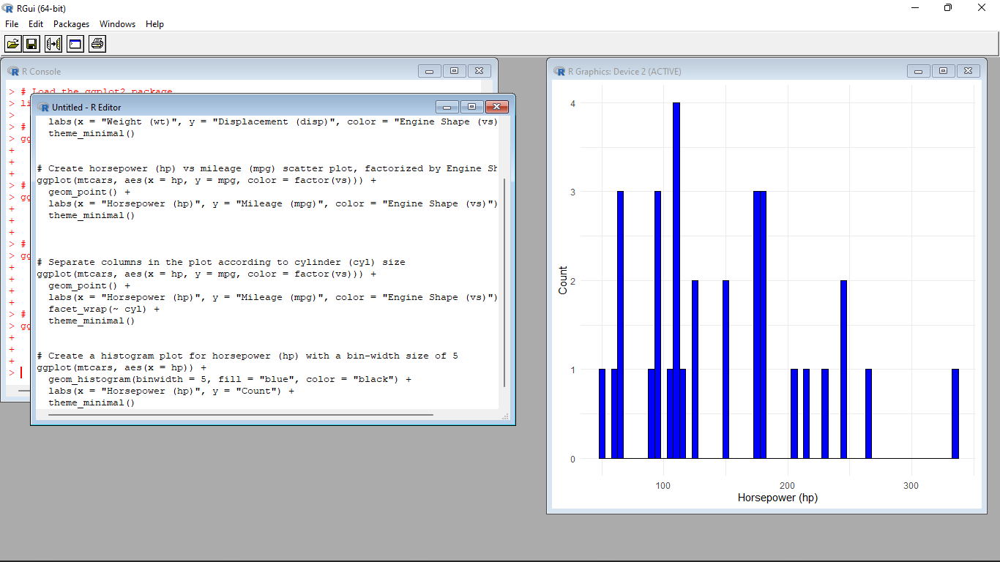 RGui (64-bit)
File Edit Packages Windows Help
R Console
> # Load the ggplot2 package
> li
>
> #
> gg
+
+
+
> #
> gg
+
+
+
> #
> gg
+
+
+
+
> #
> gg
+
+
+
>
Untitled - R Editor
labs(x = "Weight (wt)", y = "Displacement (disp)", color = "Engine Shape (vs)
theme_minimal()
# Create horsepower (hp) vs mileage (mpg) scatter plot, factorized by Engine Sh
ggplot(mtcars, aes(x = hp, y = mpg, color = factor(vs))) +
geom_point() +
labs(x = "Horsepower (hp)", y = "Mileage (mpg)", color = "Engine Shape (vs)")
theme_minimal()
# Separate columns in the plot according to cylinder (cyl) size
ggplot(mtcars, aes(x = hp, y = mpg, color = factor(vs))) +
geom_point() +
labs(x = "Horsepower (hp)", y = "Mileage (mpg)", color = "Engine Shape (vs)")
facet_wrap(~ cyl) +
theme_minimal()
# Create a histogram plot for horsepower (hp) with a bin-width size of 5
ggplot(mtcars, aes(x = hp)) +
geom_histogram(binwidth = 5, fill = "blue", color = "black") +
labs(x = "Horsepower (hp)", y = "Count") +
theme_minimal()
R Graphics: Device 2 (ACTIVE)
4
3
2
1
0
Count
100 200 300
Horsepower (hp)